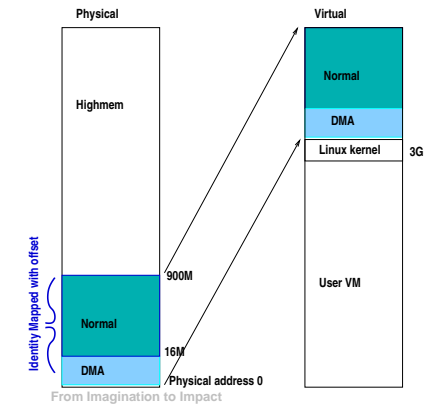 Physical
Virtual
Highmem
Normal
DMA
Linux kernel
3G
Identity Mapped with offset
900M
User VM
Normal
16M
DMA
Physical address 0
From Imagination to Impact